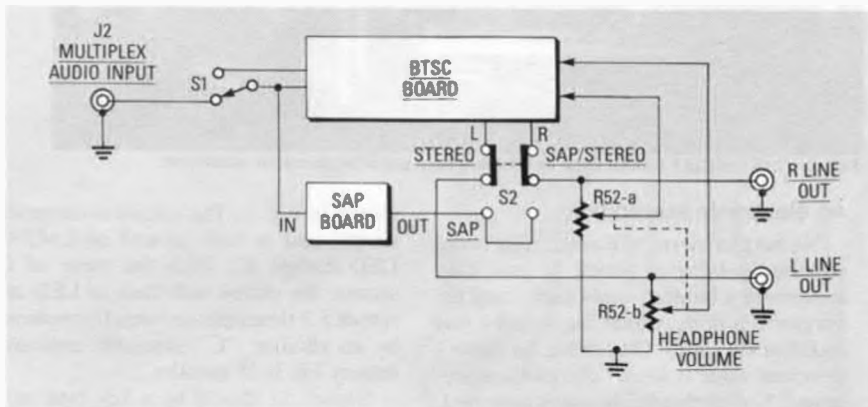 J2
MULTIPLEX
AUDIO INPUT
S1
BTSC
BOARD
L
R
STEREO
SAP/STEREO
S2
R LINE
OUT
SAP
BOARD
IN
OUT
SAP
R52-a
L LINE
OUT
R52-b
HEADPHONE
VOLUME